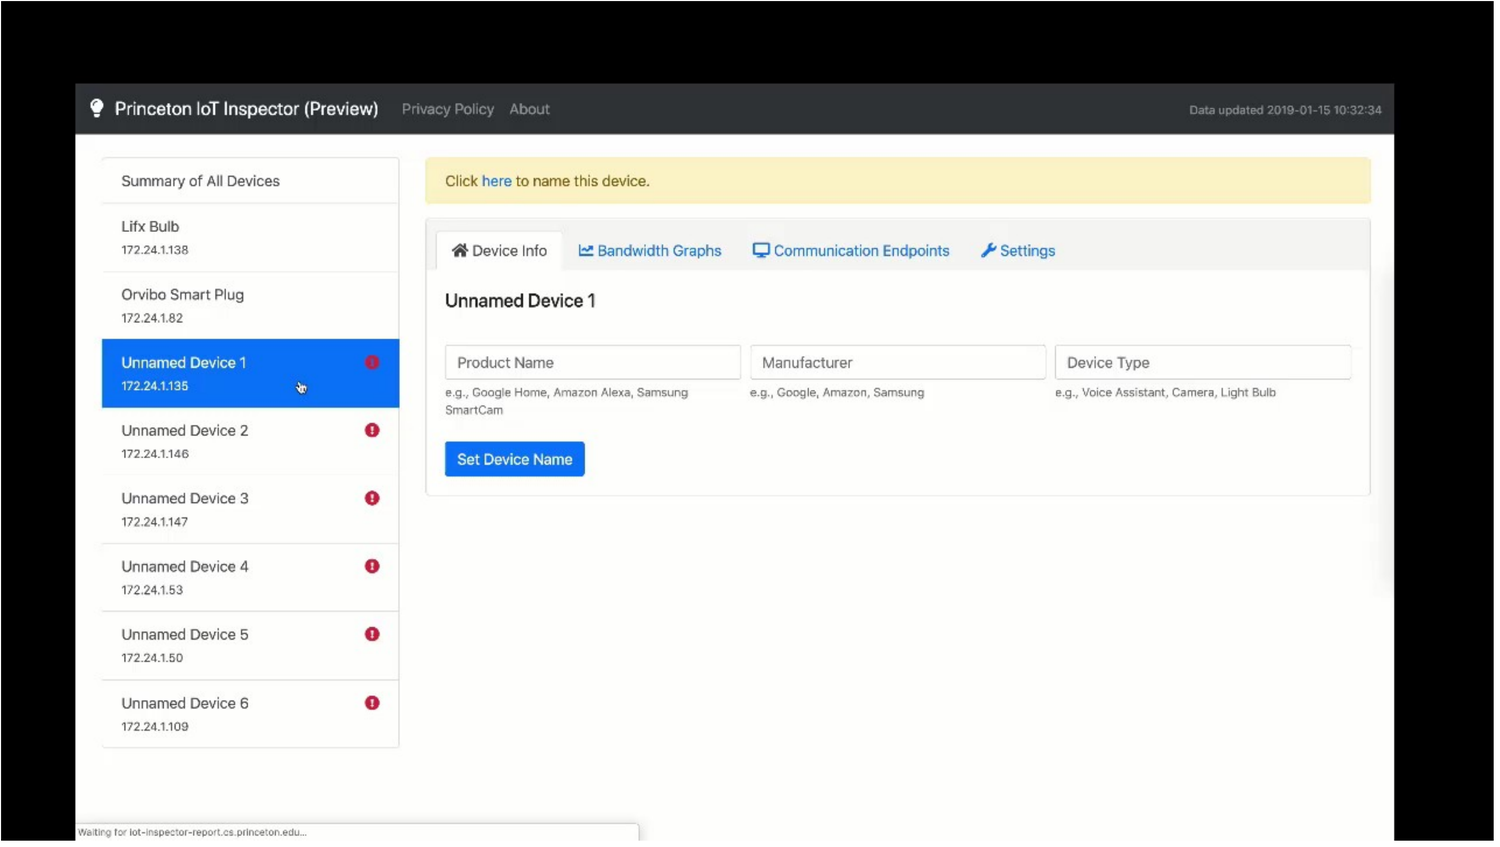 Princeton IoT Inspector (Preview) Privacy Policy About Data updated 2019-01-15 10:32:34
Summary of All Devices
Lifx Bulb
172.24.1.138
Orvibo Smart Plug
172.24.1.82
Unnamed Device 1
172.24.1.135
Unnamed Device 2
172.24.1.146
Unnamed Device 3
172.24.1.147
Unnamed Device 4
172.24.1.53
Unnamed Device 5
172.24.1.50
Unnamed Device 6
172.24.1.109
Click here to name this device.
Device Info Bandwidth Graphs Communication Endpoints Settings
Unnamed Device 1
Product Name Manufacturer Device Type
e.g., Google Home, Amazon Alexa, Samsung
SmartCam
e.g., Google, Amazon, Samsung
e.g., Voice Assistant, Camera, Light Bulb
Set Device Name
Waiting for iot-inspector-report.cs.princeton.edu...